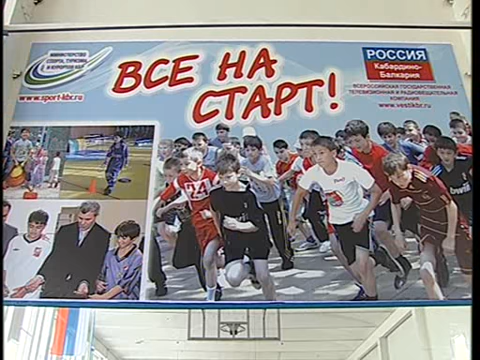 МИНИСТЕРСТВО
СПОРТА, ТУРИЗМА
И КУРОРТОВ КБР
www.sport-kbr.ru
ВСЕ НА
СТАРТ!
РОССИЯ
Кабардино-
Балкария
ВСЕРОССИЙСКАЯ ГОСУДАРСТВЕННАЯ
ТЕЛЕВИЗИОННАЯ И РАДИОВЕЩАТЕЛЬНАЯ
КОМПАНИЯ
www.vestikbr.ru
24